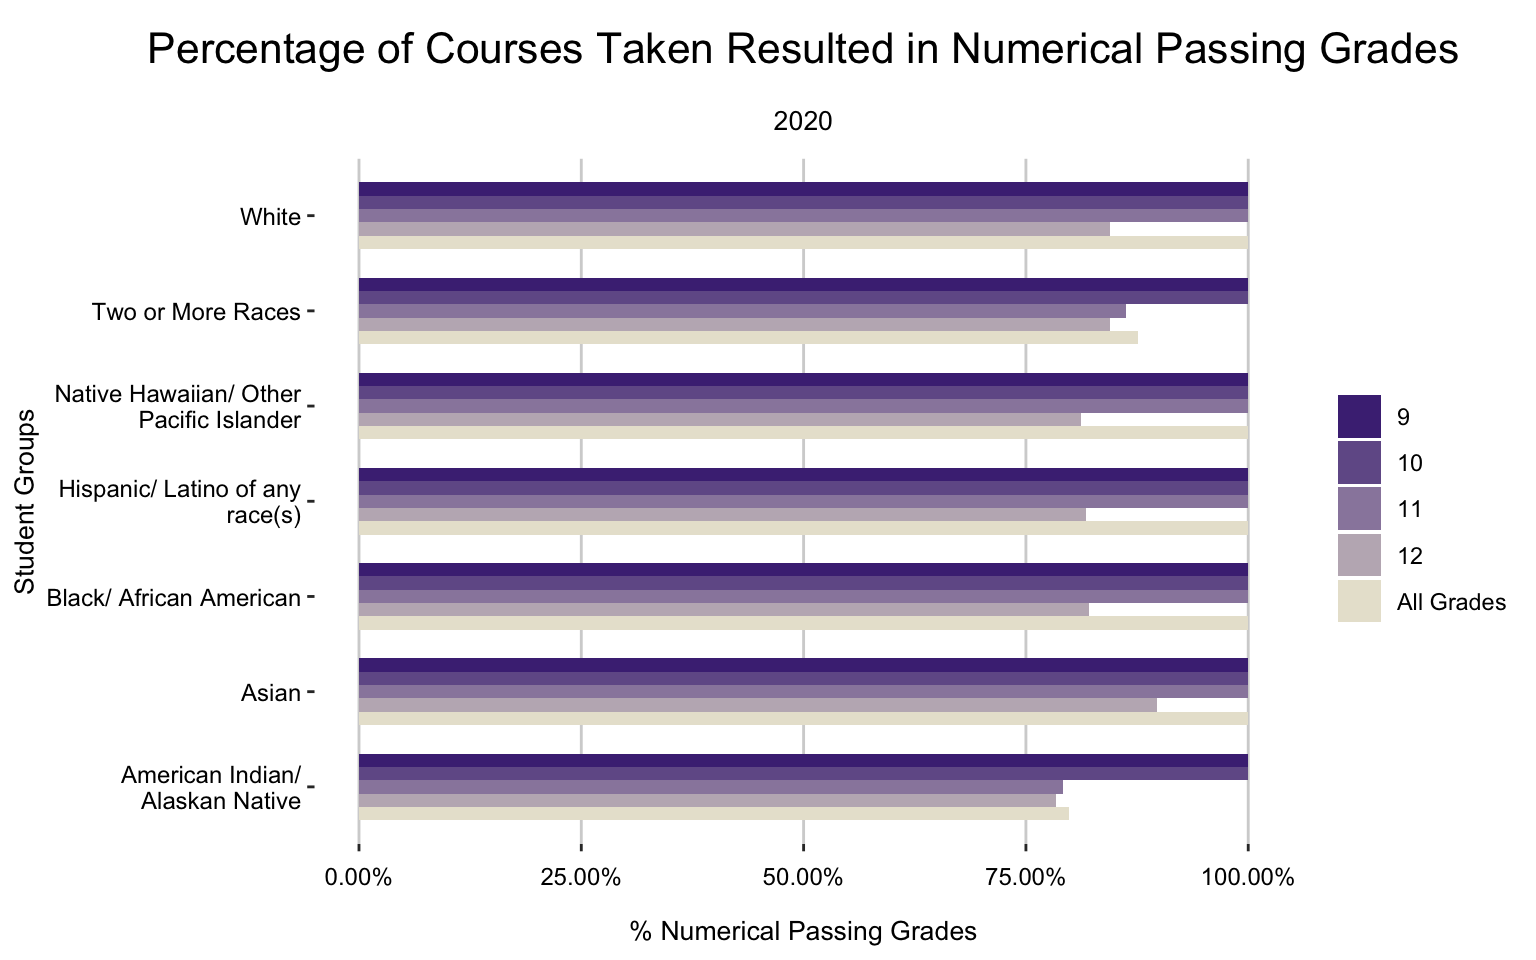 Percentage of Courses Taken Resulted in Numerical Passing Grades
2020
Student Groups
White
Two or More Races
Native Hawaiian/ Other
Pacific Islander
Hispanic/ Latino of any
race(s)
Black/ African American
Asian
American Indian/
Alaskan Native
0.00% 25.00% 50.00% 75.00% 100.00%
% Numerical Passing Grades
9
10
11
12
All Grades